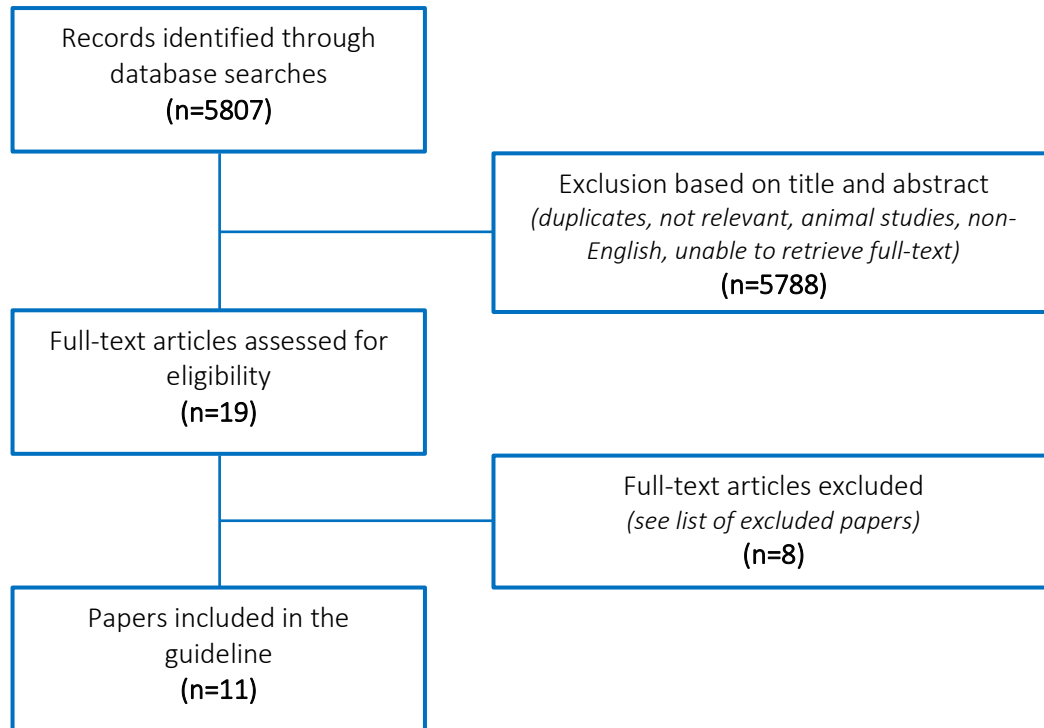 Records identified through
database searches
(n=5807)
Exclusion based on title and abstract
(duplicates, not relevant, animal studies, non-
English, unable to retrieve full-text)
(n=5788)
Full-text articles assessed for
eligibility
(n=19)
Full-text articles excluded
(see list of excluded papers)
(n=8)
Papers included in the
guideline
(n=11)